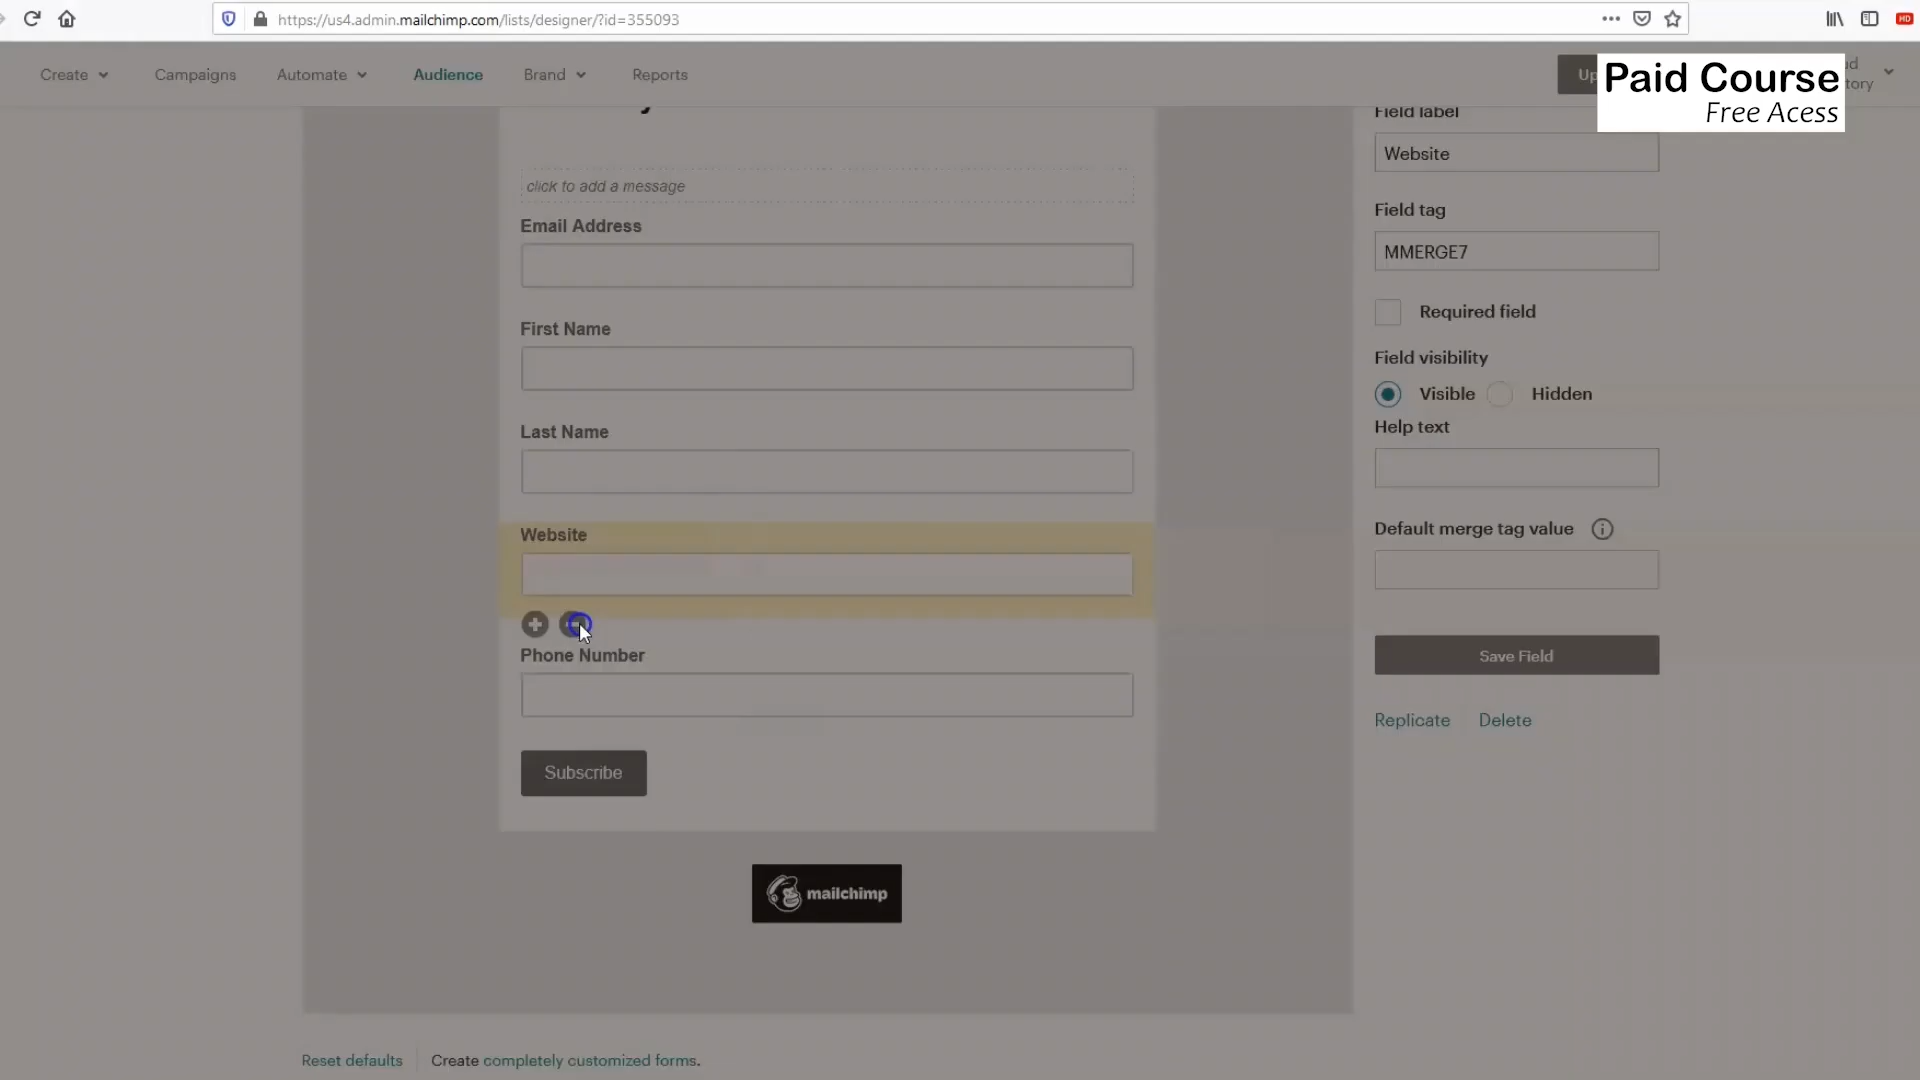 https://us4.admin.mailchimp.com/lists/designer/?id=355093
HD
Create
Campaigns
Automate
Audience
Brand
Reports
Up
Paid Course
Free Acess
click to add a message
Email Address
First Name
Last Name
Website
Phone Number
Subscribe
mailchimp
Field label
Website
Field tag
MMERGE7
Required field
Field visibility
Visible
Hidden
Help text
Default merge tag value
Save Field
Replicate
Delete
Reset defaults
Create completely customized forms.